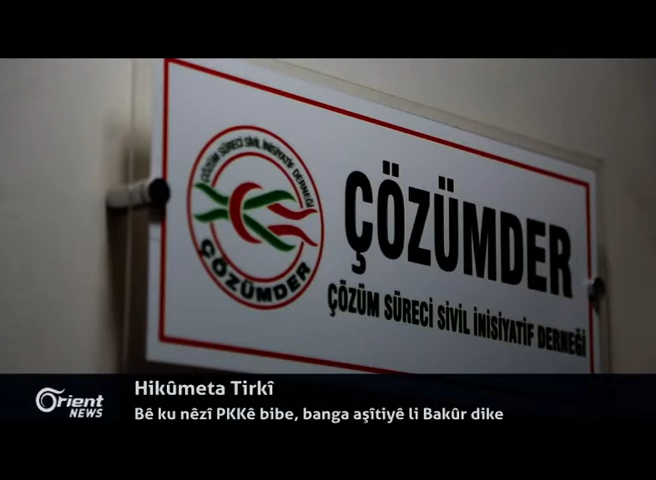 ÇÖZÜM SÜRECİ SİVİL İNİSİYATİF DERNEĞİ
ÇÖZÜMDER
ÇÖZÜMDER
ÇÖZÜM SÜRECİ SİVİL İNİSİYATİF DERNEĞİ
Orient
NEWS
Hikûmeta Tirkî
Bê ku nêzî PKKê bibe, banga aşîtiyê li Bakûr dike